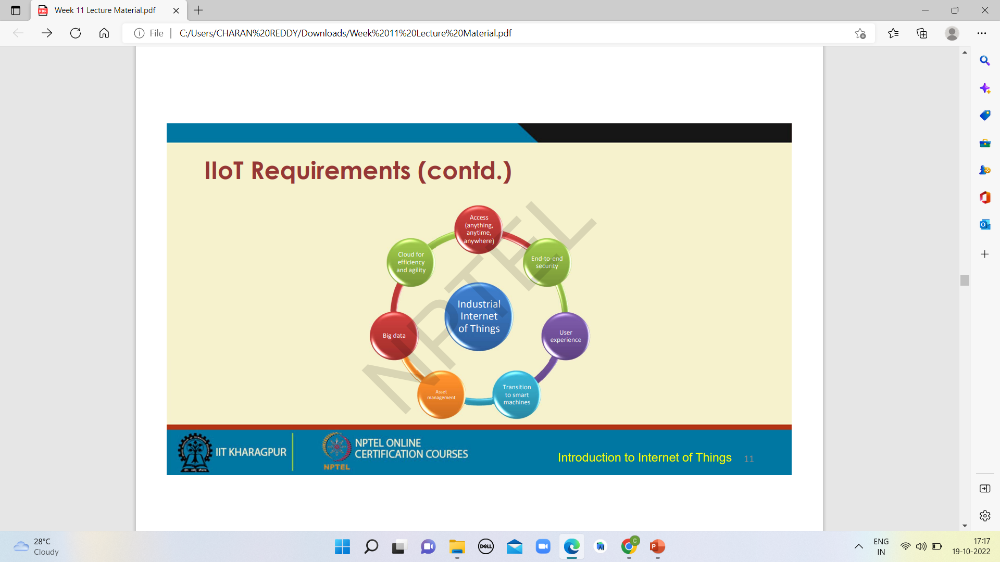 Week 11 Lecture Material.pdf
File
C:/Users/CHARAN%20REDDY/Downloads/Week%2011%20Lecture%20Material.pdf
IIoT Requirements (contd.)
Access
(anything,
anytime,
anywhere)
End-to-end
security
User
experience
Transition
to smart
machines
Asset
management
Big data
Cloud for
efficiency
and agility
Industrial
Internet
of Things
NPTEL
IIT KHARAGPUR
NPTEL
NPTEL ONLINE
CERTIFICATION COURSES
Introduction to Internet of Things
11
28°C
Cloudy
DELL
C
P
ENG
IN
17:17
19-10-2022